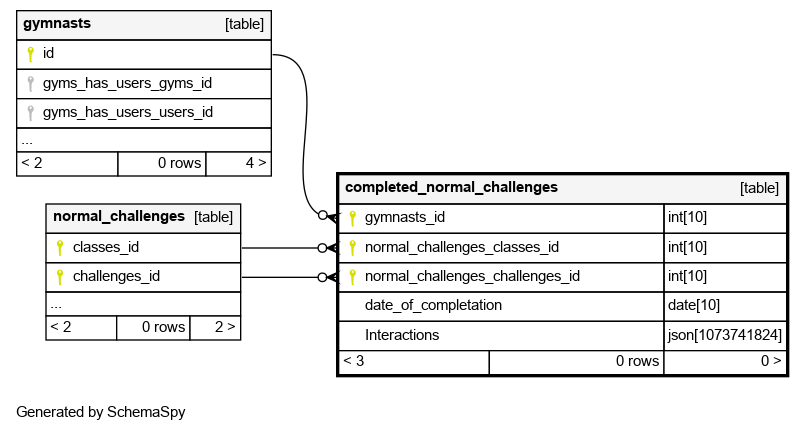 gymnasts [table]
id
gyms_has_users_gyms_id
gyms_has_users_users_id
...
< 2 0 rows 4 >
normal_challenges [table]
classes_id
challenges_id
...
< 2 0 rows 2 >
completed_normal_challenges [table]
gymnasts_id int[10]
normal_challenges_classes_id int[10]
normal_challenges_challenges_id int[10]
date_of_completation date[10]
Interactions json[1073741824]
< 3 0 rows 0 >
Generated by SchemaSpy